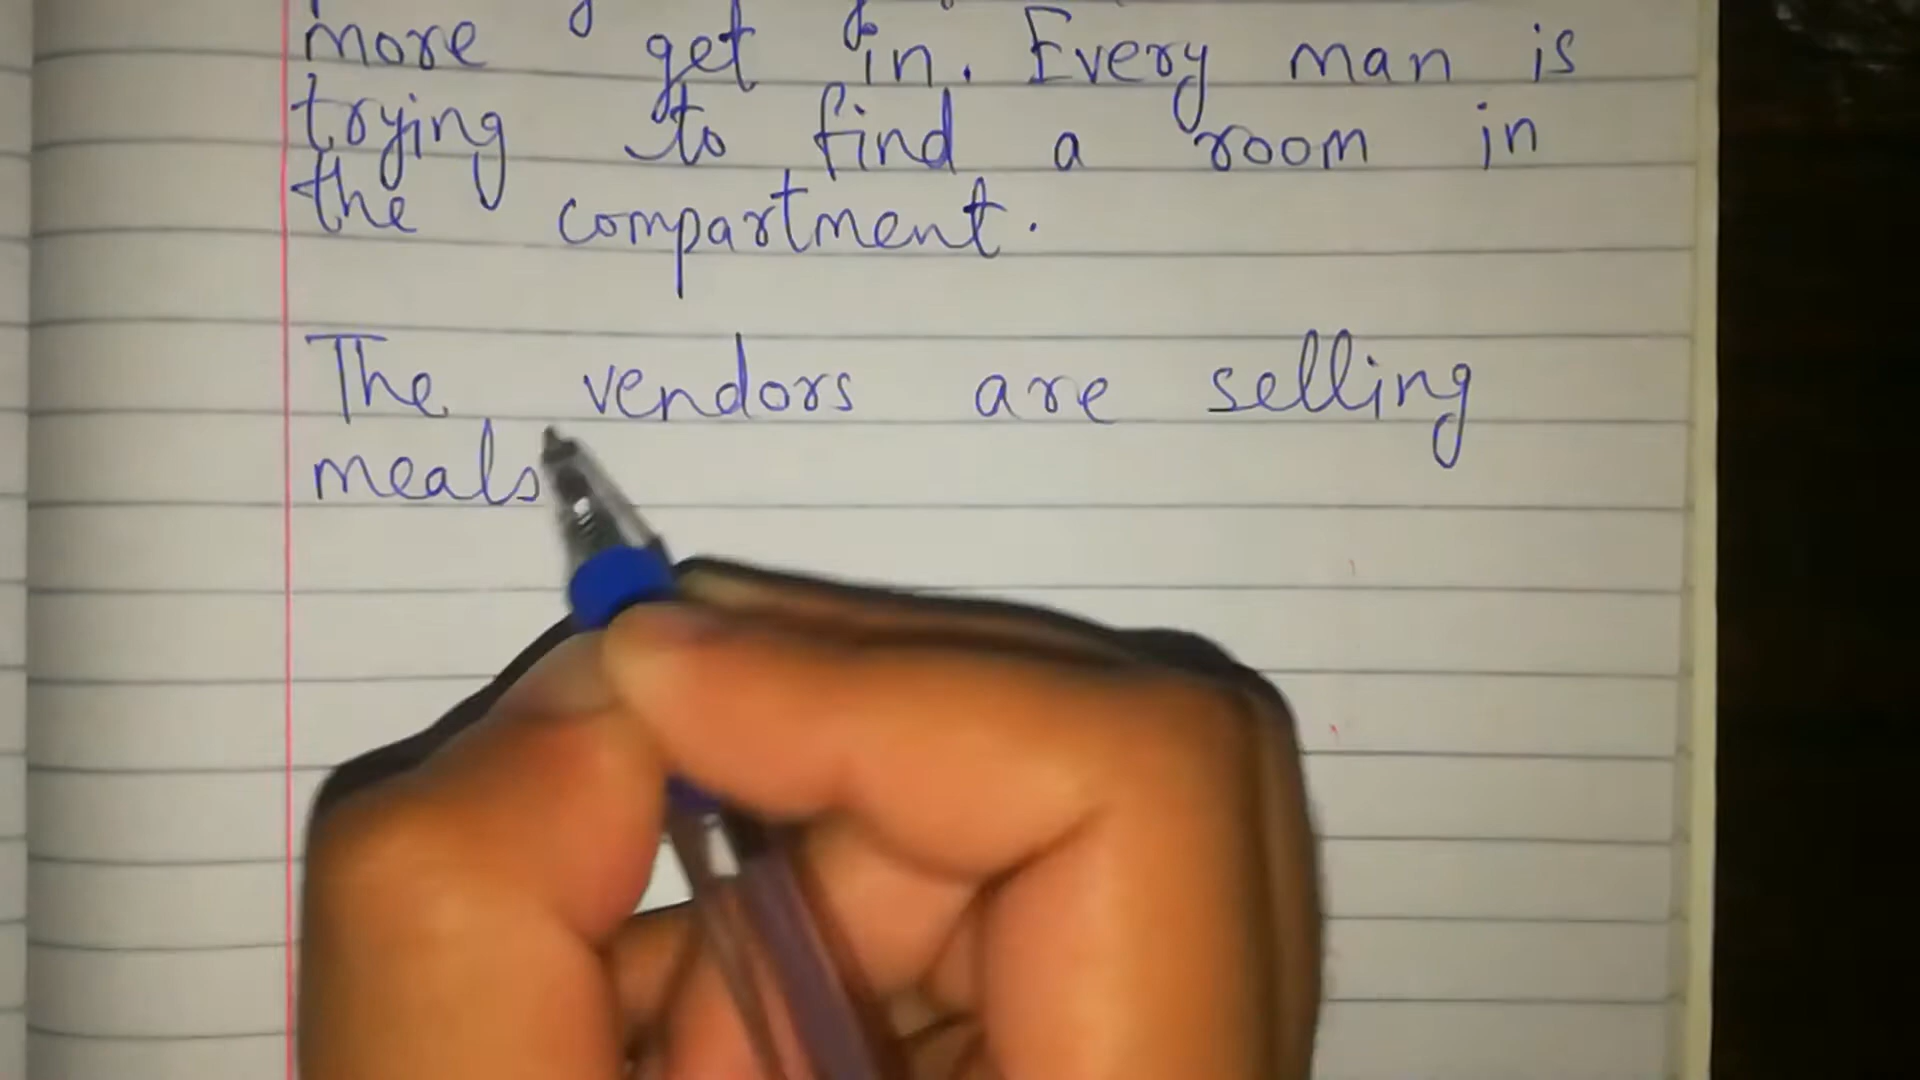 more get in. Every man is
trying to find a room in
the compartment.
The vendors are selling
meals